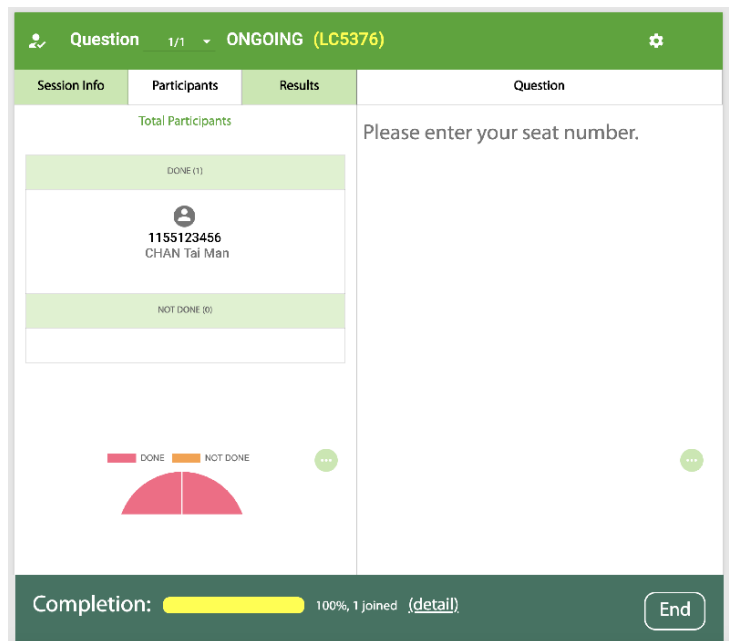 Question 1/1 ONGOING (LC5376)
Session Info Participants Results Question
Total Participants
Please enter your seat number.
DONE (1)
1155123456
CHAN Tai Man
NOT DONE (0)
DONE NOT DONE
Completion: 100%, 1 joined (detail) End